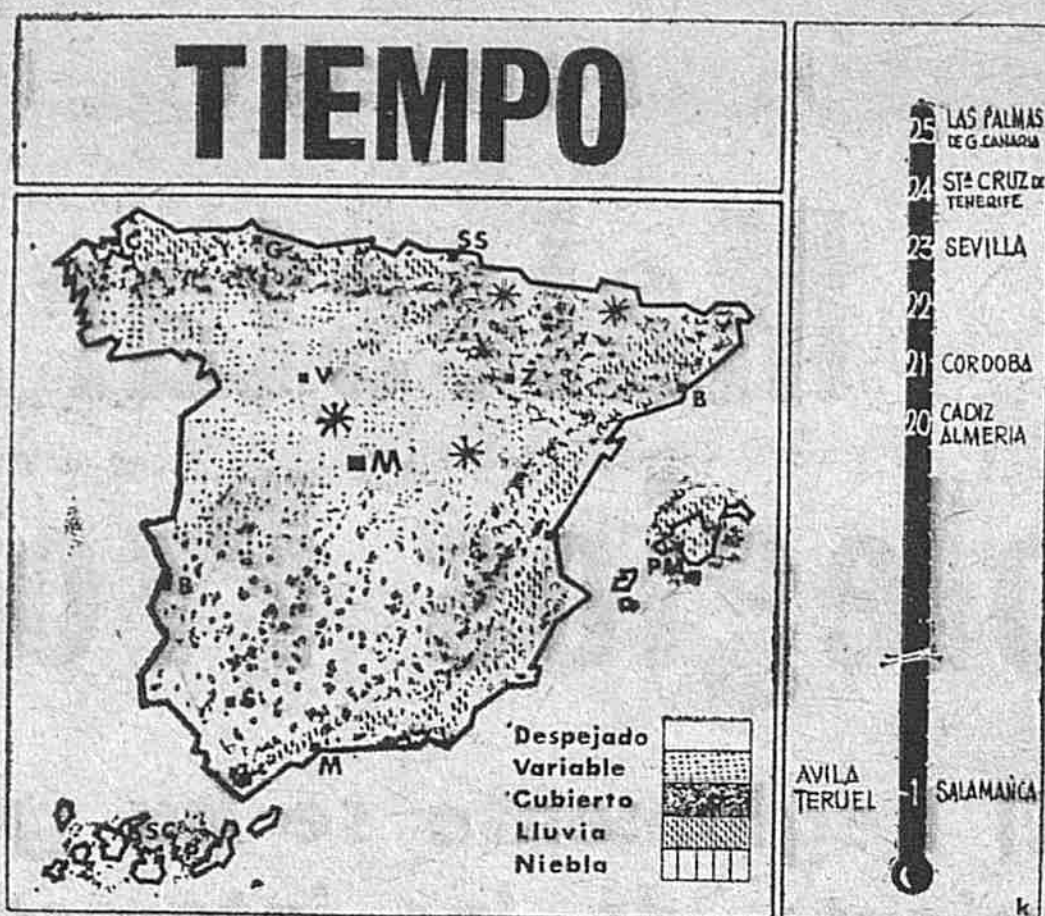 TIEMPO
C
G
SS
V
Z
B
M
PM
B
S
M
SC
Despejado
Variable
Cubierto
Lluvia
Niebla
25 LAS PALMAS
DE G. CANARIA
24 STª CRUZ DE
TENERIFE
23 SEVILLA
22
21 CORDOBA
20 CADIZ
ALMERIA
AVILA
TERUEL
-1 SALAMANCA
k